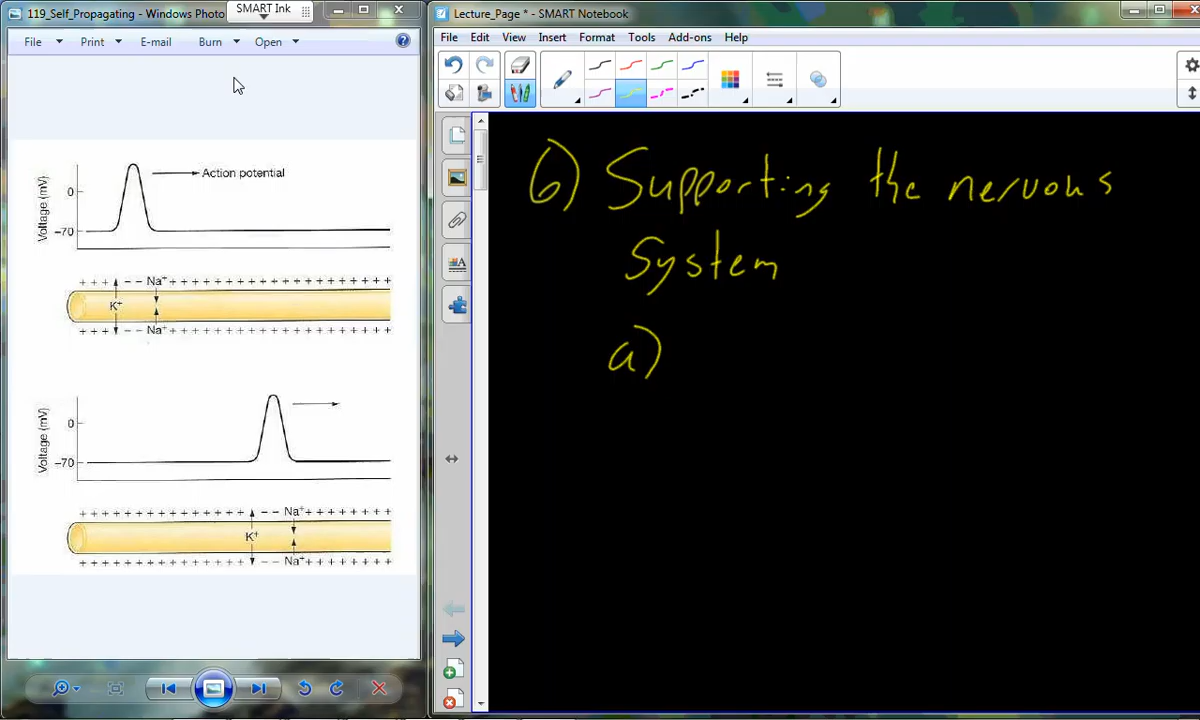 119_Self_Propagating - Windows Photo
SMART Ink
File Print E-mail Burn Open
Voltage (mV)
0
-70
Action potential
+ + + + - - Na+ + + + + + + + + + + + + + + + + + + +
K+
+ + + - - Na+ + + + + + + + + + + + + + + + + + + +
Voltage (mV)
0
-70
+ + + + + + + + + + + + + + + + - - Na+ + + + + + + + +
K+
+ + + + + + + + + + + + + + + + - - Na+ + + + + + + + +
Lecture_Page * - SMART Notebook
File Edit View Insert Format Tools Add-ons Help
6) Supporting the nervous
System
a)